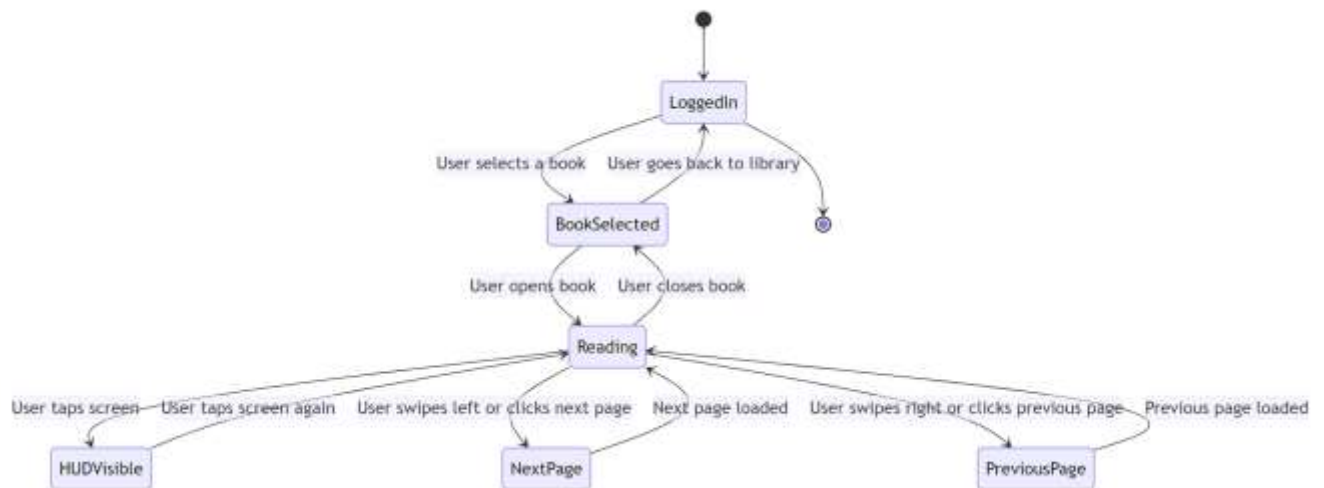 LoggedIn
User selects a book
User goes back to library
BookSelected
User opens book
User closes book
Reading
User taps screen
User taps screen again
User swipes left or clicks next page
Next page loaded
User swipes right or clicks previous page
Previous page loaded
HUDVisible
NextPage
PreviousPage